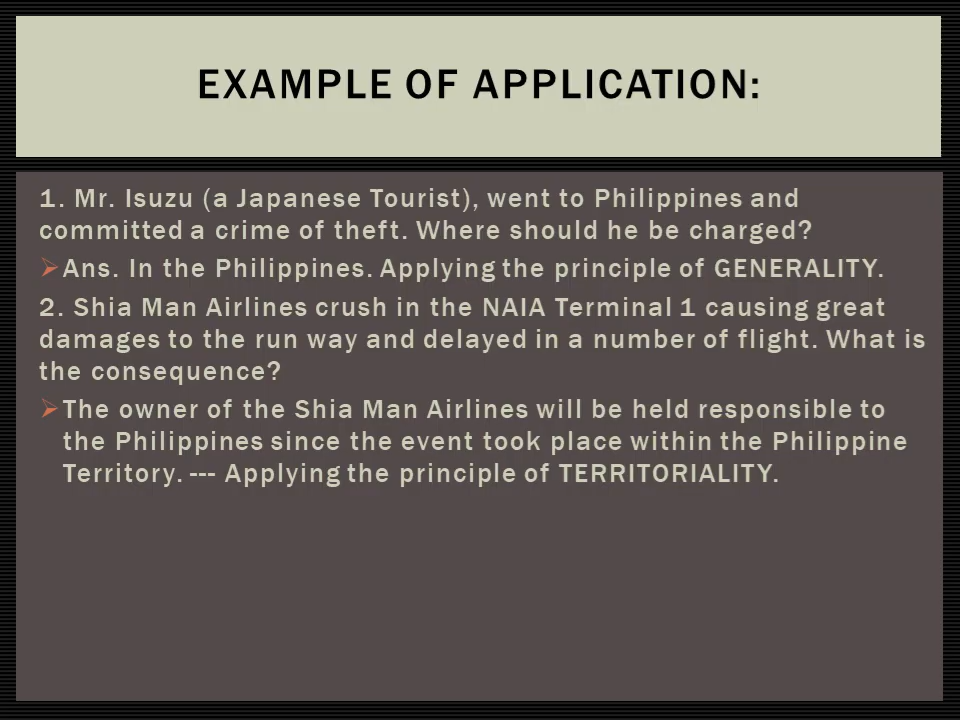 EXAMPLE OF APPLICATION:
1. Mr. Isuzu (a Japanese Tourist), went to Philippines and
committed a crime of theft. Where should he be charged?
Ans. In the Philippines. Applying the principle of GENERALITY.
2. Shia Man Airlines crush in the NAIA Terminal 1 causing great
damages to the run way and delayed in a number of flight. What is
the consequence?
The owner of the Shia Man Airlines will be held responsible to
the Philippines since the event took place within the Philippine
Territory. --- Applying the principle of TERRITORIALITY.